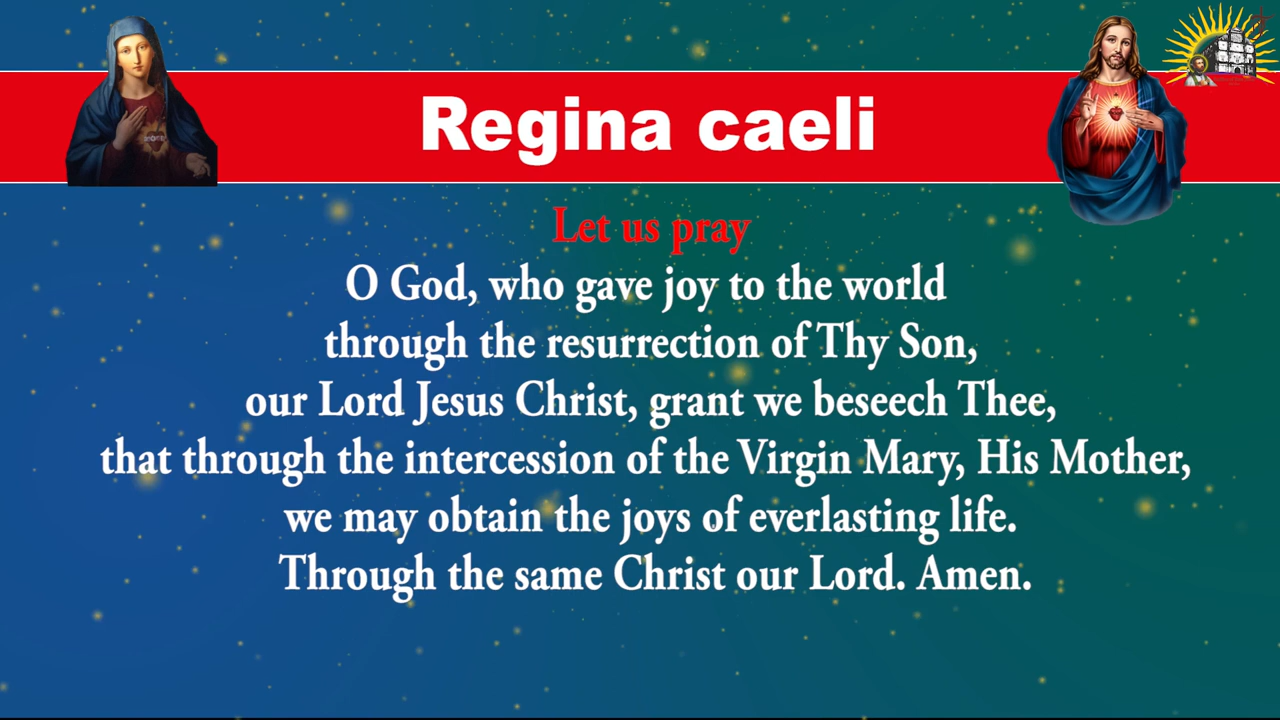 Regina caeli
Let us pray
O God, who gave joy to the world
through the resurrection of Thy Son,
our Lord Jesus Christ, grant we beseech Thee,
that through the intercession of the Virgin Mary, His Mother,
we may obtain the joys of everlasting life.
Through the same Christ our Lord. Amen.